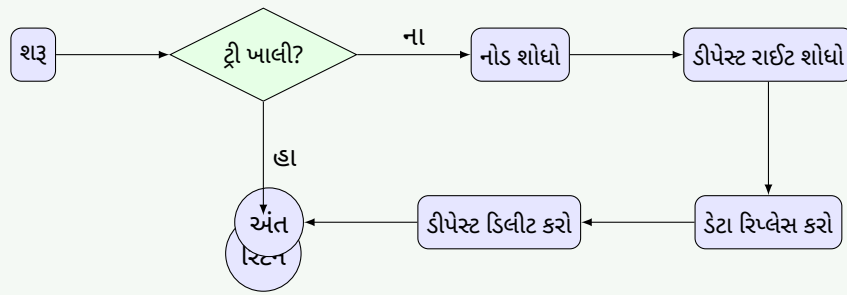 શરૂ
ટ્રી ખાલી?
ના
નોડ શોધો
ડીપેસ્ટ રાઈટ શોધો
હા
અંત
ડીપેસ્ટ ડિલીટ કરો
ડેટા રિપ્લેસ કરો